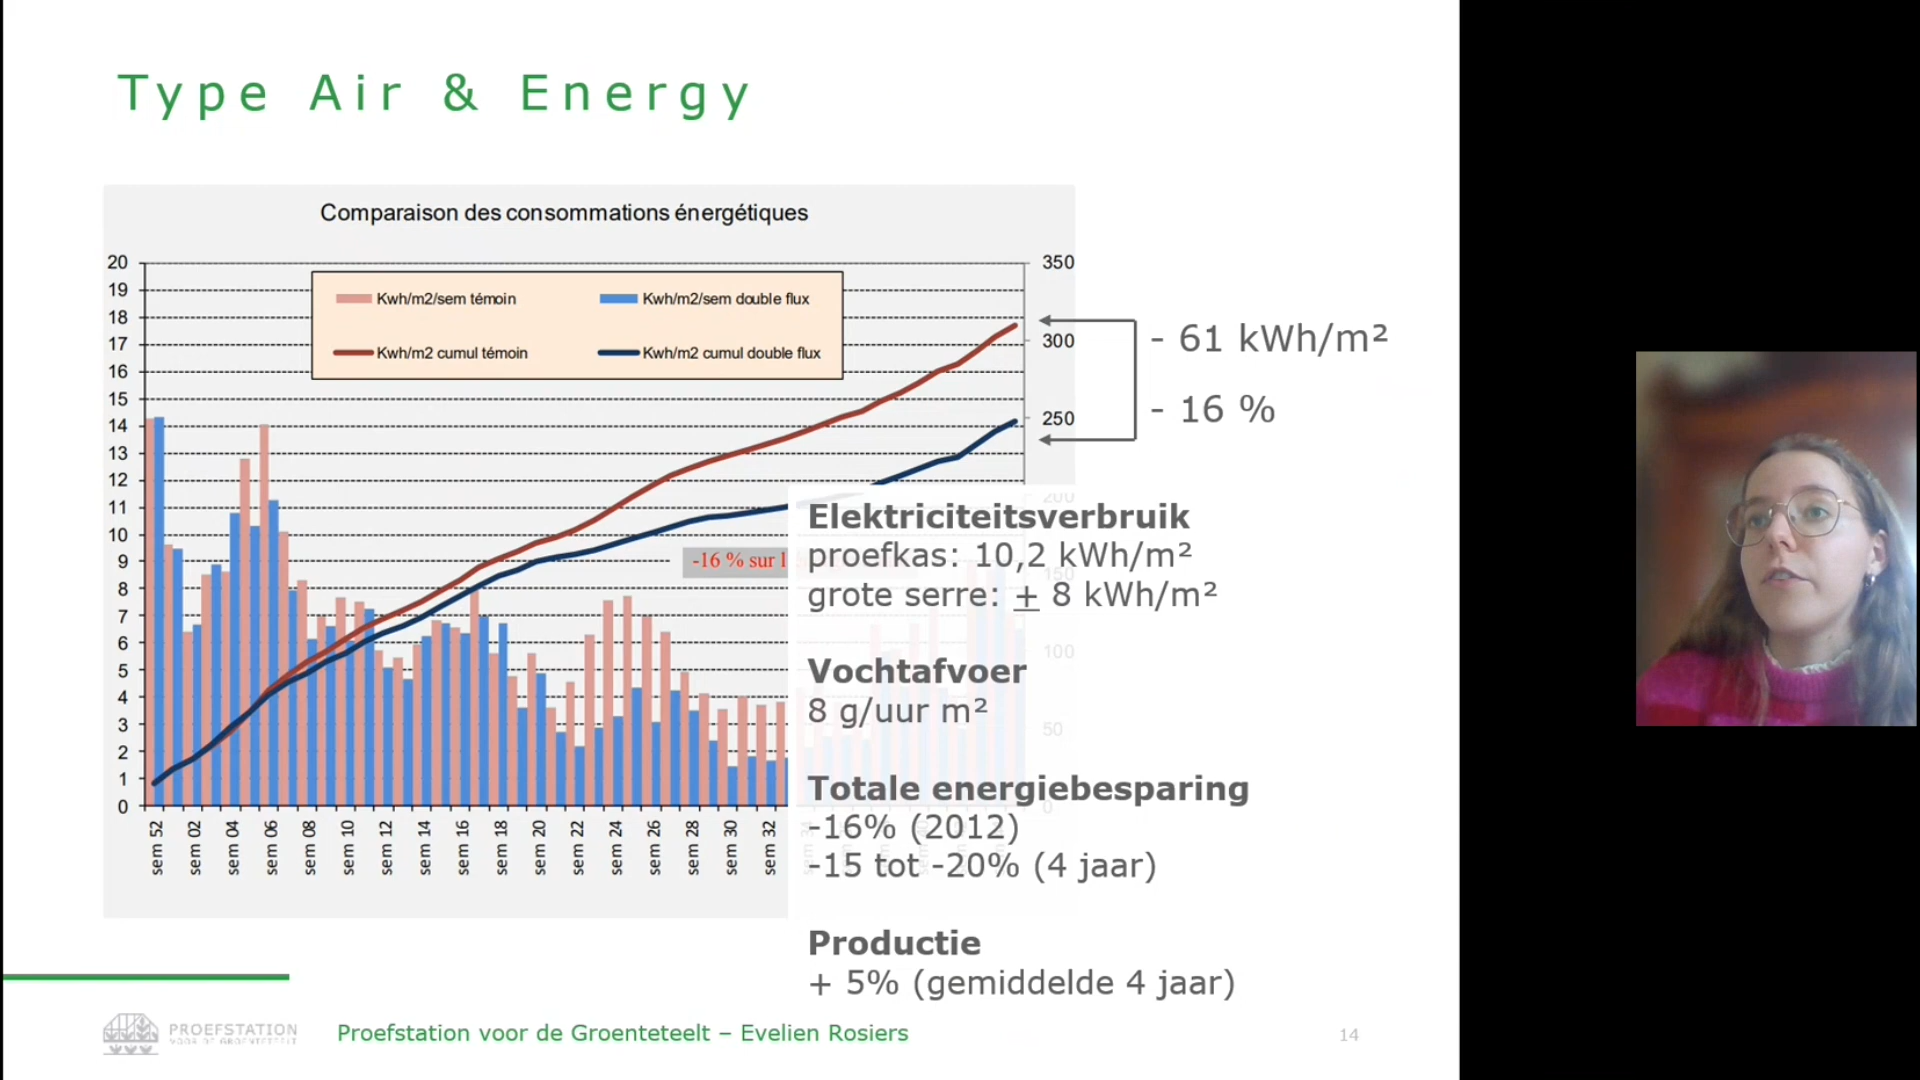 Type Air & Energy
Comparaison des consommations énergétiques
Kwh/m2/sem témoin
Kwh/m2/sem double flux
Kwh/m2 cumul témoin
Kwh/m2 cumul double flux
20
19
18
17
16
15
14
13
12
11
10
9
8
7
6
5
4
3
2
1
0
350
300
250
200
150
100
50
0
-16 % sur l
sem 52
sem 02
sem 04
sem 06
sem 08
sem 10
sem 12
sem 14
sem 16
sem 18
sem 20
sem 22
sem 24
sem 26
sem 28
sem 30
sem 32
- 61 kWh/m²
- 16 %
Elektriciteitsverbruik
proefkas: 10,2 kWh/m²
grote serre: + 8 kWh/m²
Vochtafvoer
8 g/uur m²
Totale energiebesparing
-16% (2012)
-15 tot -20% (4 jaar)
Productie
+ 5% (gemiddelde 4 jaar)
PROEFSTATION
VOOR DE GROENTETEELT
Proefstation voor de Groenteteelt – Evelien Rosiers
14